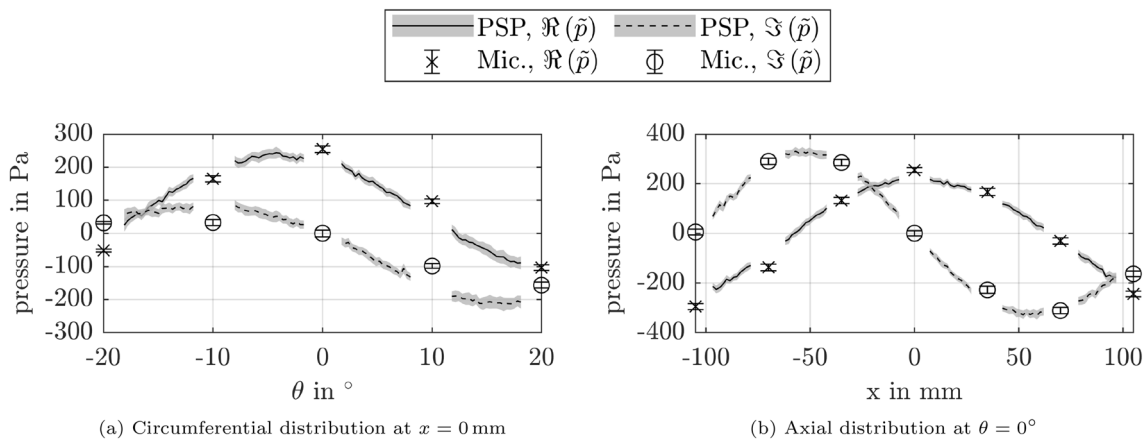 PSP, ℜ(p̃) PSP, ℑ(p̃)
Mic., ℜ(p̃) Mic., ℑ(p̃)
pressure in Pa
300
200
100
0
-100
-200
-300
-20 -10 0 10 20
θ in °
(a) Circumferential distribution at x = 0 mm
pressure in Pa
400
200
0
-200
-400
-100 -50 0 50 100
x in mm
(b) Axial distribution at θ = 0°